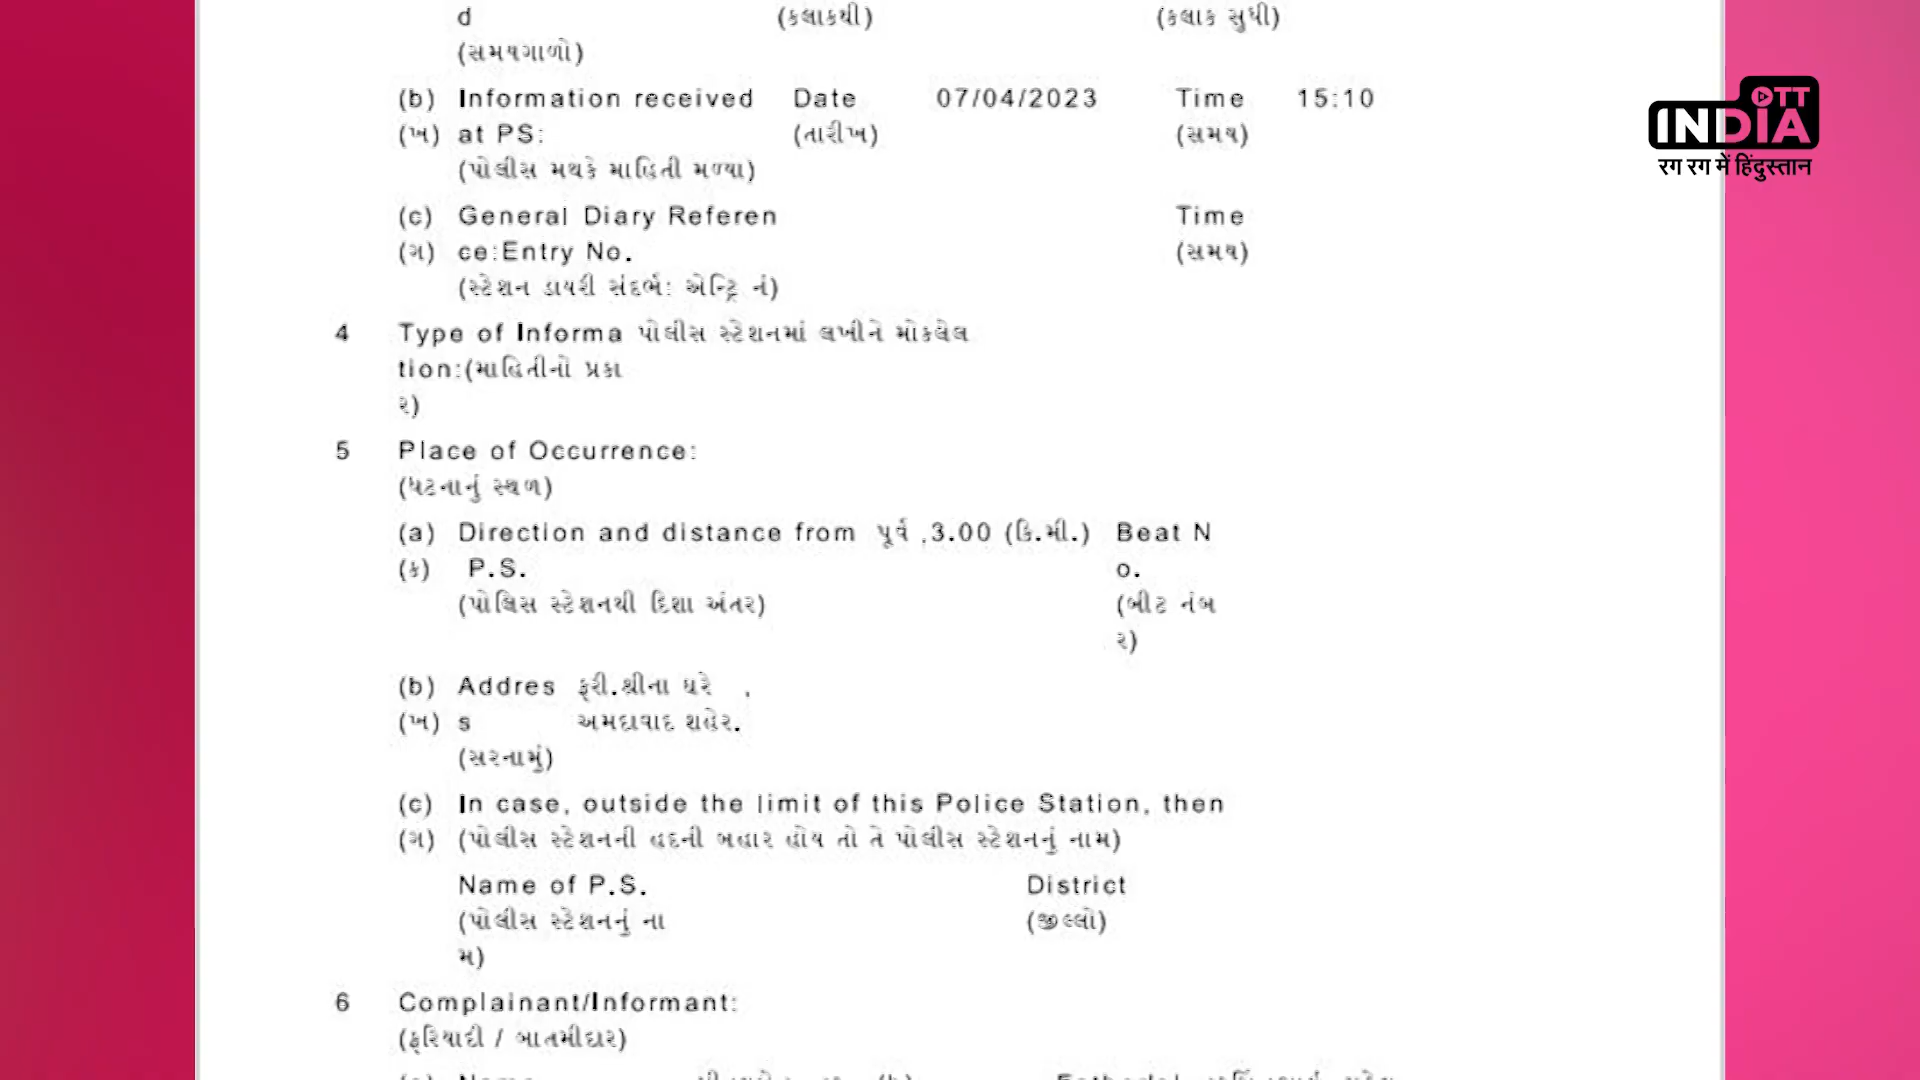 d (કલાકથી) (કલાક સુધી)
(સમયગાળો)
(b) Information received Date 07/04/2023 Time 15:10
(ખ) at PS: (તારીખ) (સમય)
(પોલીસ મથકે માહિતી મળ્યા)
(c) General Diary Referen Time
(ગ) ce:Entry No. (સમય)
(સ્ટેશન ડાયરી સંદર્ભ: એન્ટ્રિ નં)
4 Type of Informa પોલીસ સ્ટેશનમાં લખીને મોકલેલ
tion:(માહિતીનો પ્રકા
ર)
5 Place of Occurrence:
(ઘટનાનું સ્થળ)
(a) Direction and distance from પૂર્વ ,3.00 (કિ.મી.) Beat N
(ક) P.S. o.
(પોલિસ સ્ટેશનથી દિશા અંતર) (બીટ નંબ
ર)
(b) Addres ફરી.શ્રીના ઘરે ,
(ખ) s અમદાવાદ શહેર.
(સરનામું)
(c) In case, outside the limit of this Police Station, then
(ગ) (પોલીસ સ્ટેશનની હદની બહાર હોય તો તે પોલીસ સ્ટેશનનું નામ)
Name of P.S. District
(પોલીસ સ્ટેશનનું ના (જીલ્લો)
મ)
6 Complainant/Informant:
(ફરિયાદી / બાતમીદાર)
OTT
INDIA
रग रग में हिंदुस्तान